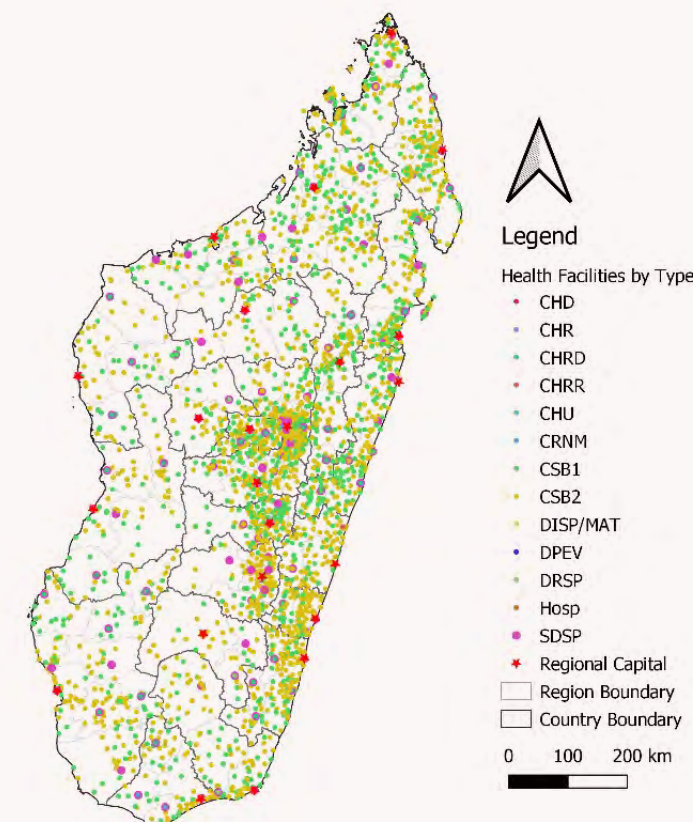 Legend
Health Facilities by Type
CHD
CHR
CHRD
CHRR
CHU
CRNM
CSB1
CSB2
DISP/MAT
DPEV
DRSP
Hosp
SDSP
Regional Capital
Region Boundary
Country Boundary
0 100 200 km